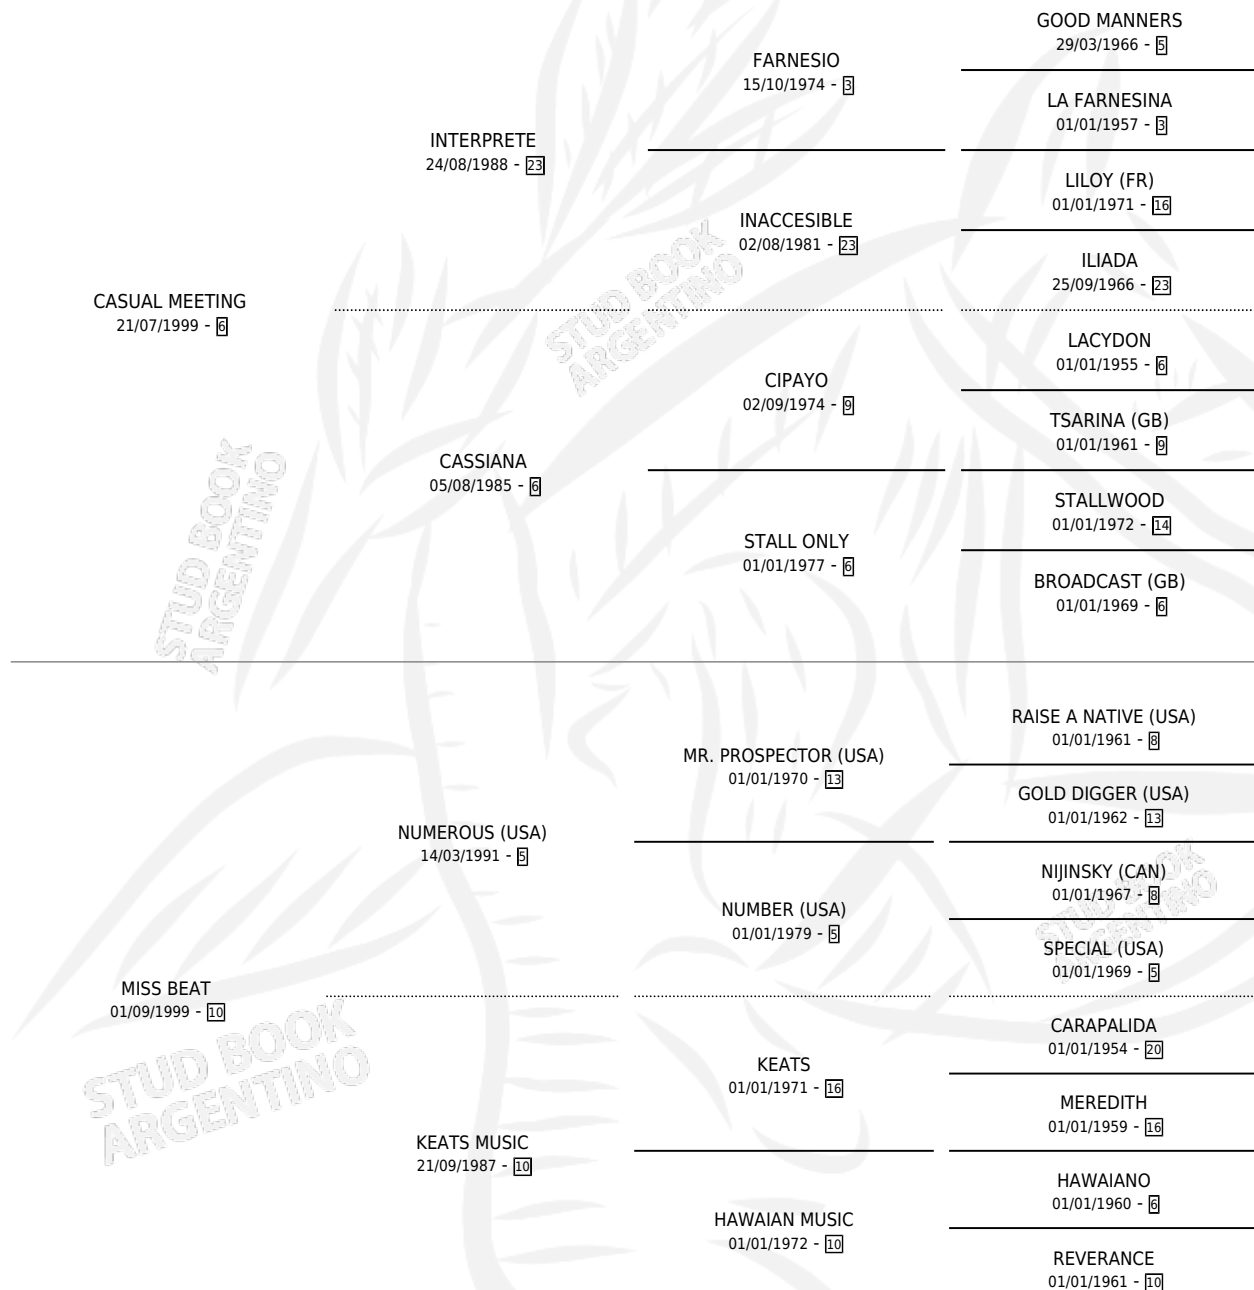 GOOD MANNERS
29/03/1966 - 5
FARNESIO
15/10/1974 - 3
LA FARNESINA
01/01/1957 - 3
INTERPRETE
24/08/1988 - 23
LILOY (FR)
01/01/1971 - 16
INACCESIBLE
02/08/1981 - 23
ILIADA
25/09/1966 - 23
CASUAL MEETING
21/07/1999 - 6
LACYDON
01/01/1955 - 6
CIPAYO
02/09/1974 - 9
TSARINA (GB)
01/01/1961 - 9
CASSIANA
05/08/1985 - 6
STALLWOOD
01/01/1972 - 14
STALL ONLY
01/01/1977 - 6
BROADCAST (GB)
01/01/1969 - 6
RAISE A NATIVE (USA)
01/01/1961 - 8
MR. PROSPECTOR (USA)
01/01/1970 - 13
GOLD DIGGER (USA)
01/01/1962 - 13
NUMEROUS (USA)
14/03/1991 - 5
NIJINSKY (CAN)
01/01/1967 - 8
NUMBER (USA)
01/01/1979 - 5
SPECIAL (USA)
01/01/1969 - 5
MISS BEAT
01/09/1999 - 10
CARAPALIDA
01/01/1954 - 20
KEATS
01/01/1971 - 16
MEREDITH
01/01/1959 - 16
KEATS MUSIC
21/09/1987 - 10
HAWAIANO
01/01/1960 - 6
HAWAIAN MUSIC
01/01/1972 - 10
REVERANCE
01/01/1961 - 10
STUD BOOK
ARGENTINO
STUD BOOK
ARGENTINO
STUD BOOK
ARGENTINO
STUD BOOK
ARGENTINO